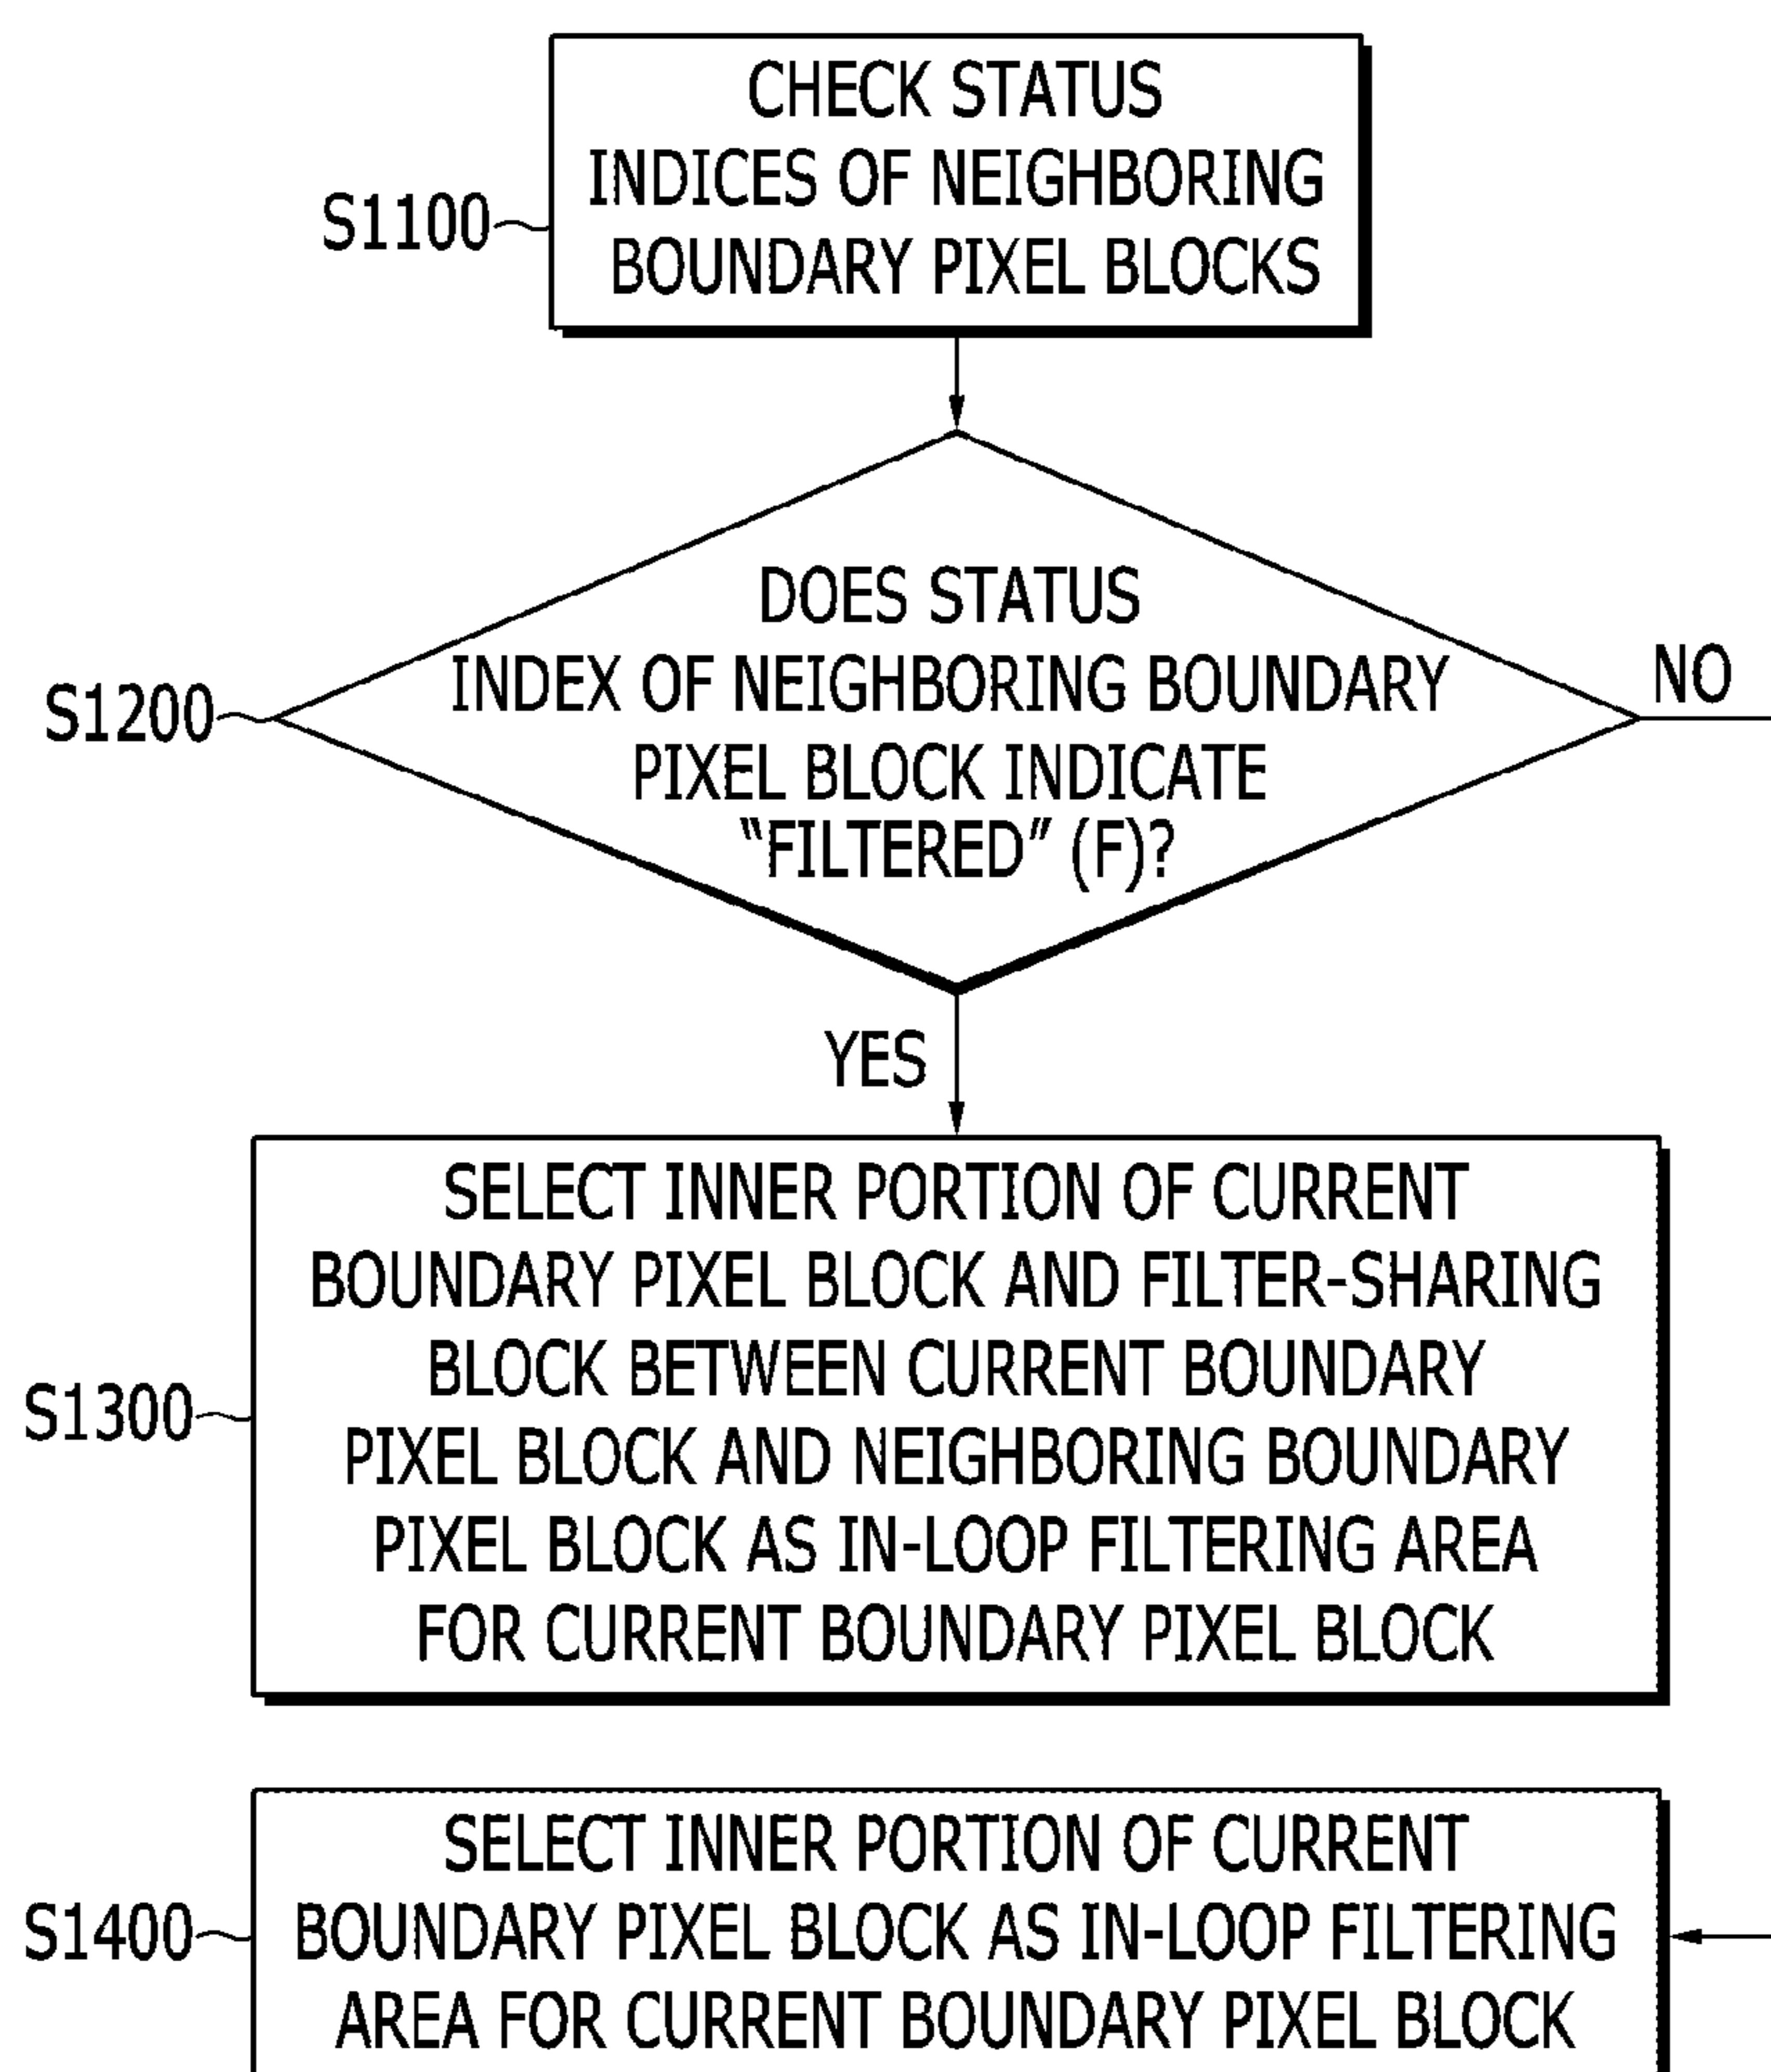 CHECK STATUS
INDICES OF NEIGHBORING
BOUNDARY PIXEL BLOCKS
S1100
DOES STATUS
INDEX OF NEIGHBORING BOUNDARY
PIXEL BLOCK INDICATE
“FILTERED” (F)?
S1200
NO
YES
SELECT INNER PORTION OF CURRENT
BOUNDARY PIXEL BLOCK AND FILTER-SHARING
BLOCK BETWEEN CURRENT BOUNDARY
PIXEL BLOCK AND NEIGHBORING BOUNDARY
PIXEL BLOCK AS IN-LOOP FILTERING AREA
FOR CURRENT BOUNDARY PIXEL BLOCK
S1300
SELECT INNER PORTION OF CURRENT
BOUNDARY PIXEL BLOCK AS IN-LOOP FILTERING
AREA FOR CURRENT BOUNDARY PIXEL BLOCK
S1400